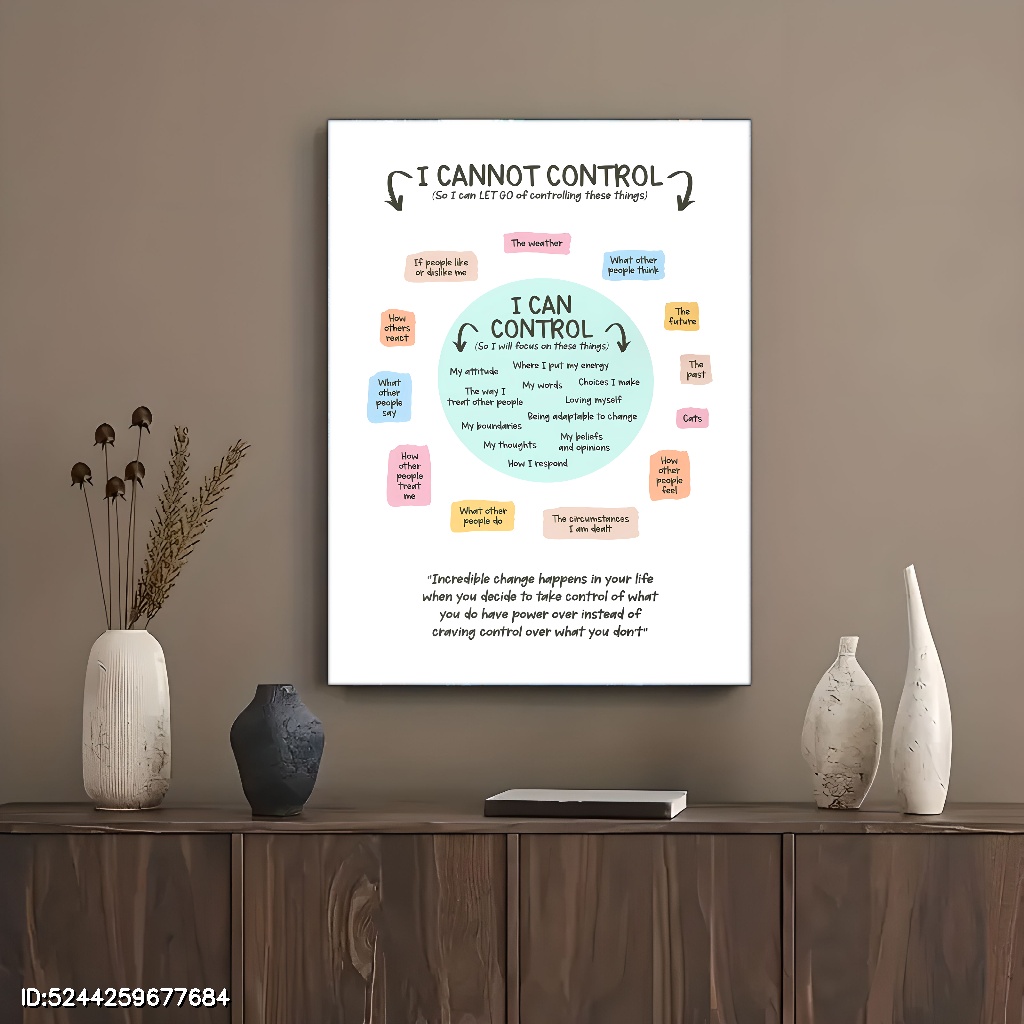 I CANNOT CONTROL
(So I can LET GO of controlling these things)
The weather
If people like
or dislike me
What other
people think
How
others
react
The
future
What
other
people
say
The
past
Cats
How
other
people
treat
me
How
other
people
feel
What other
people do
The circumstances
I am dealt
I CAN
CONTROL
(So I will focus on these things)
My attitude
Where I put my energy
The way I
treat other people
My words
Choices I make
Loving myself
Being adaptable to change
My boundaries
My thoughts
My beliefs
and opinions
How I respond
"Incredible change happens in your life
when you decide to take control of what
you do have power over instead of
craving control over what you don't"
ID:5244259677684